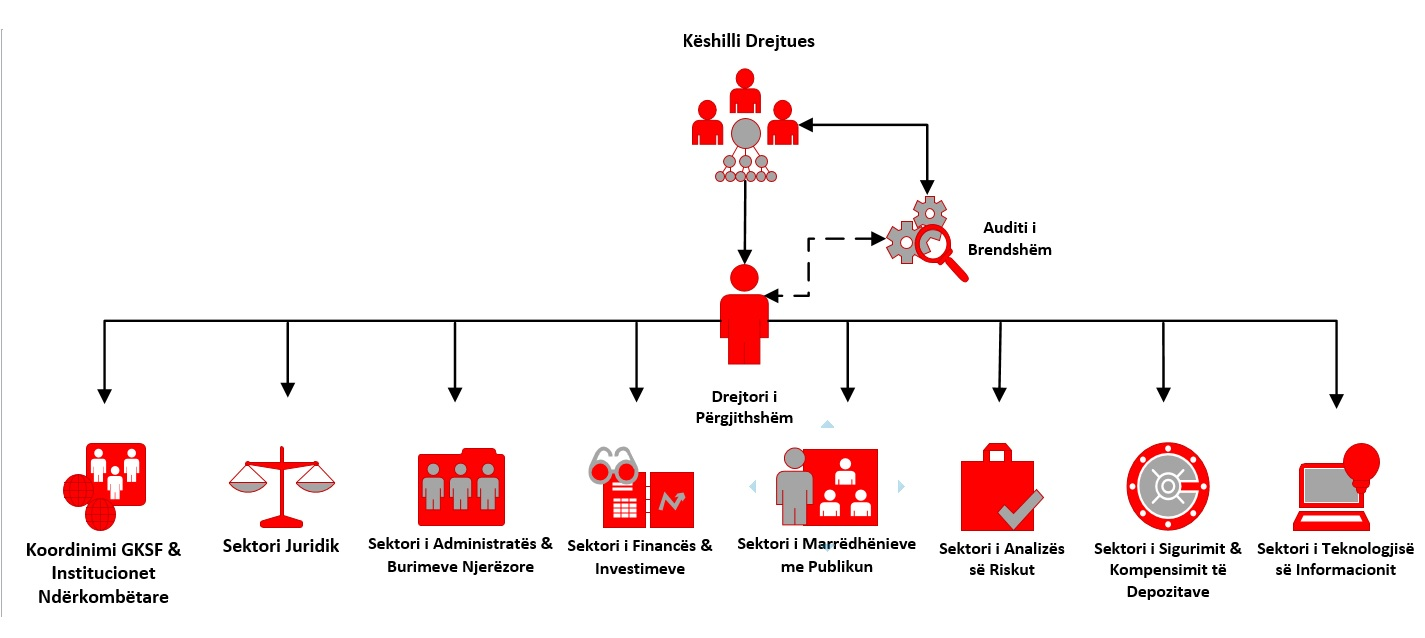 Këshilli Drejtues
Auditi i
Brendshëm
Drejtori i
Përgjithshëm
Koordinimi GKSF &
Institucionet
Ndërkombëtare
Sektori Juridik
Sektori i Administratës &
Burimeve Njerëzore
Sektori i Financës &
Investimeve
Sektori i Marrëdhënieve
me Publikun
Sektori i Analizës
së Riskut
Sektori i Sigurimit &
Kompensimit të
Depozitave
Sektori i Teknologjisë
së Informacionit